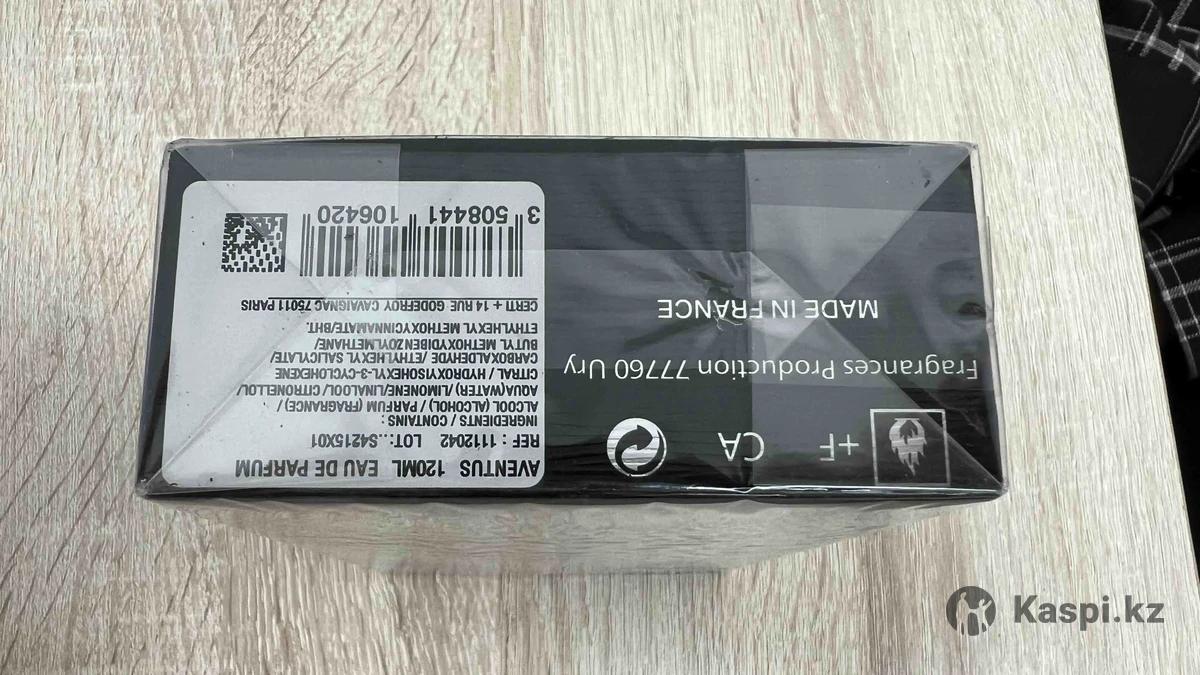 AVENTUS 120ML EAU DE PARFUM
REF : 1112042 LOT:..S4215X01
INGREDIENTS / CONTAINS :
ALCOOL (ALCOHOL) / PARFUM (FRAGRANCE) /
AQUA(WATER) /LIMONENE/LINALOOL/ CITRONELLOL/
CITRAL/ HYDROXYISOHEXYL-3-CYCLOHEXENE
CARBOXALDEHYDE /ETHYLHEXYL SALICYLATE/
BUTYL METHOXYDIBENZOYLMETHANE/
ETHYLHEXYL METHOXYCINNAMATE/BHT.
CERTI + 14 RUE GODEFROY CAVAIGNAC 75011 PARIS
3 508441 106420
+F CA
Fragrances Production 77760 Ury
MADE IN FRANCE
Kaspi.kz